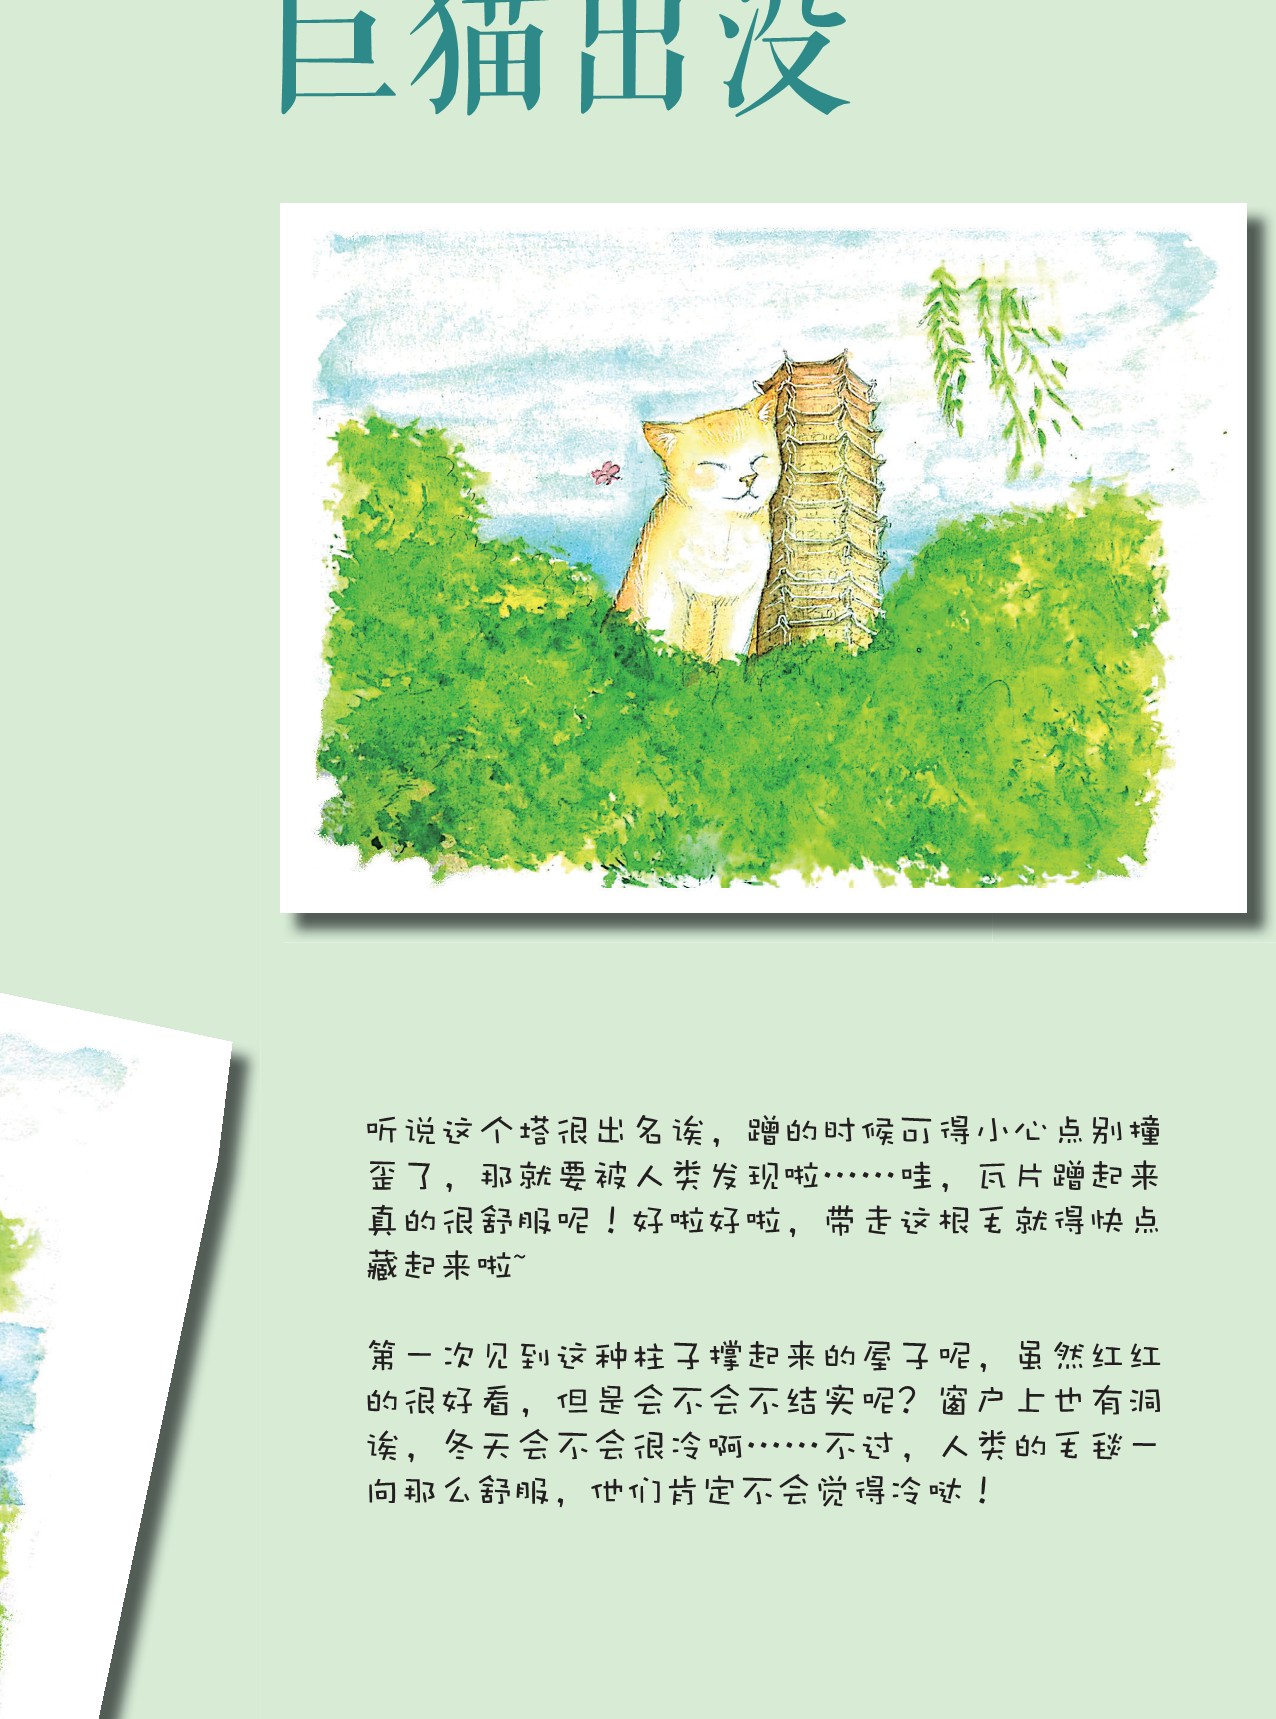 巨猫出没
听说这个塔很出名诶，蹭的时候可得小心点别撞
歪了，那就要被人类发现啦……哇，瓦片蹭起来
真的很舒服呢！好啦好啦，带走这根毛就得快点
藏起来啦~
第一次见到这种柱子撑起来的屋子呢，虽然红红
的很好看，但是会不会不结实呢？窗户上也有洞
诶，冬天会不会很冷啊……不过，人类的毛毯一
向那么舒服，他们肯定不会觉得冷哒！